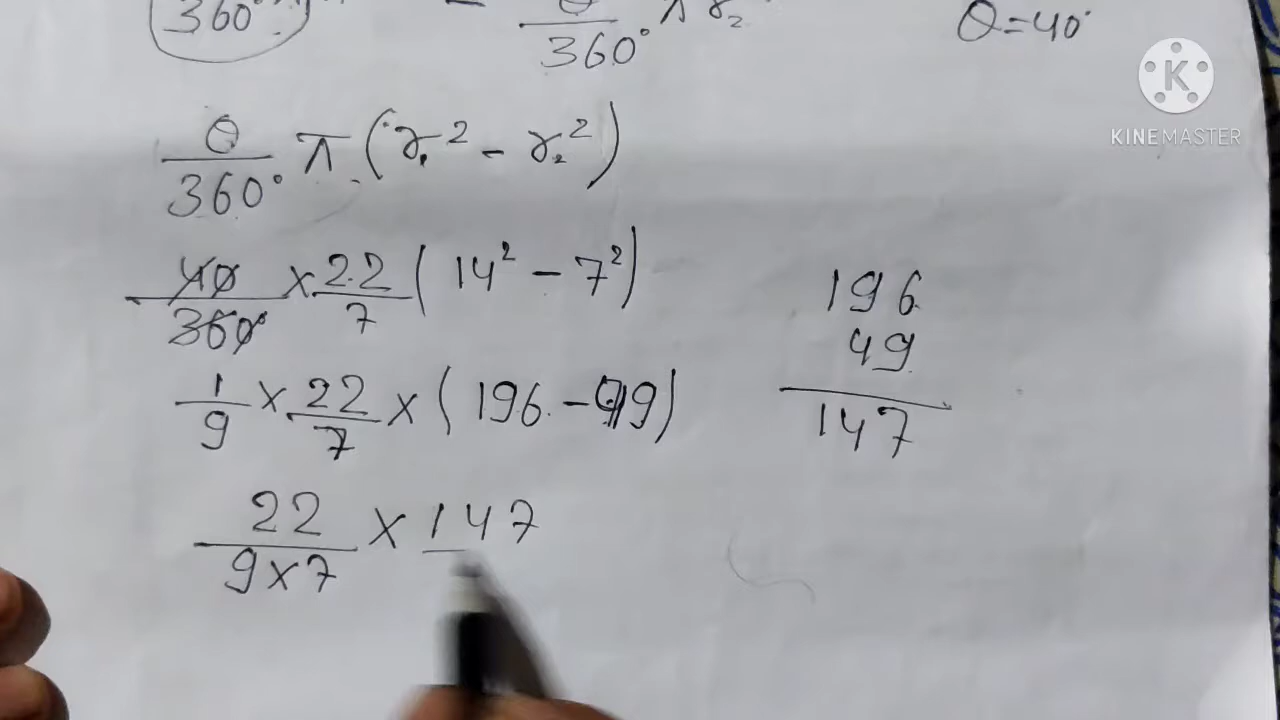 360°
- θ/360° π r₂
θ=40°
K
KINEMASTER
θ/360° π (r₁² - r₂²)
40/360 × 22/7 (14² - 7²)
1/9 × 22/7 × (196 - 49)
22/9×7 × 147
196
49
147